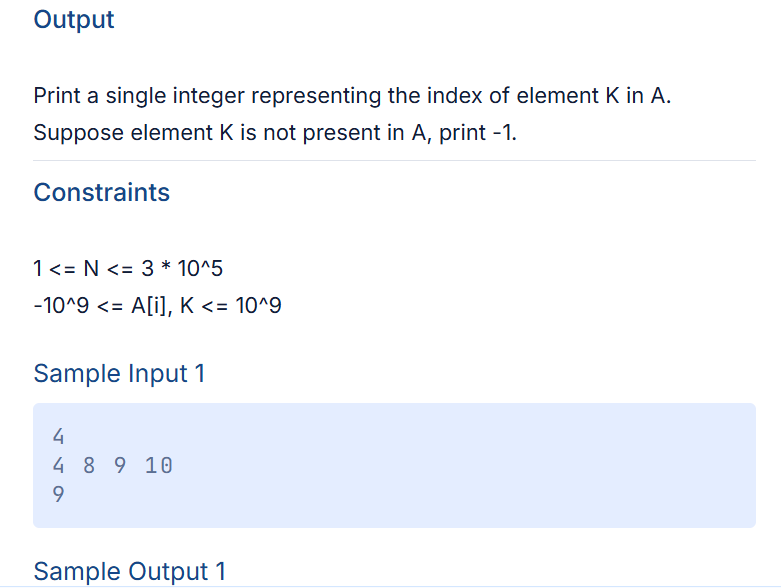 Output
Print a single integer representing the index of element K in A.
Suppose element K is not present in A, print -1.
Constraints
1 <= N <= 3 * 10^5
-10^9 <= A[i], K <= 10^9
Sample Input 1
4
4 8 9 10
9
Sample Output 1